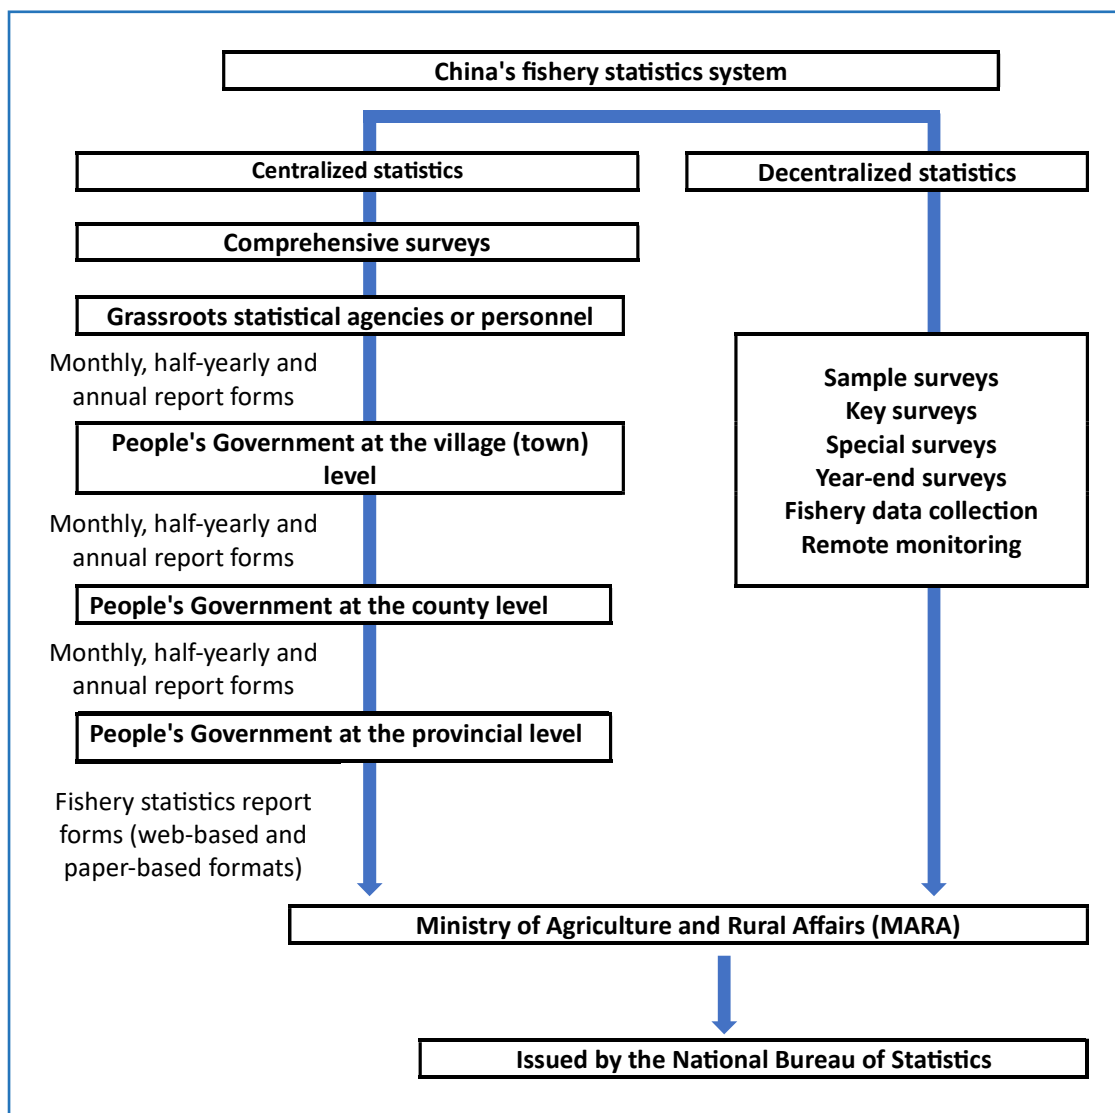 China's fishery statistics system
Centralized statistics
Decentralized statistics
Comprehensive surveys
Grassroots statistical agencies or personnel
Monthly, half-yearly and
annual report forms
People's Government at the village (town)
level
Monthly, half-yearly and
annual report forms
People's Government at the county level
Monthly, half-yearly and
annual report forms
People's Government at the provincial level
Fishery statistics report
forms (web-based and
paper-based formats)
Sample surveys
Key surveys
Special surveys
Year-end surveys
Fishery data collection
Remote monitoring
Ministry of Agriculture and Rural Affairs (MARA)
Issued by the National Bureau of Statistics